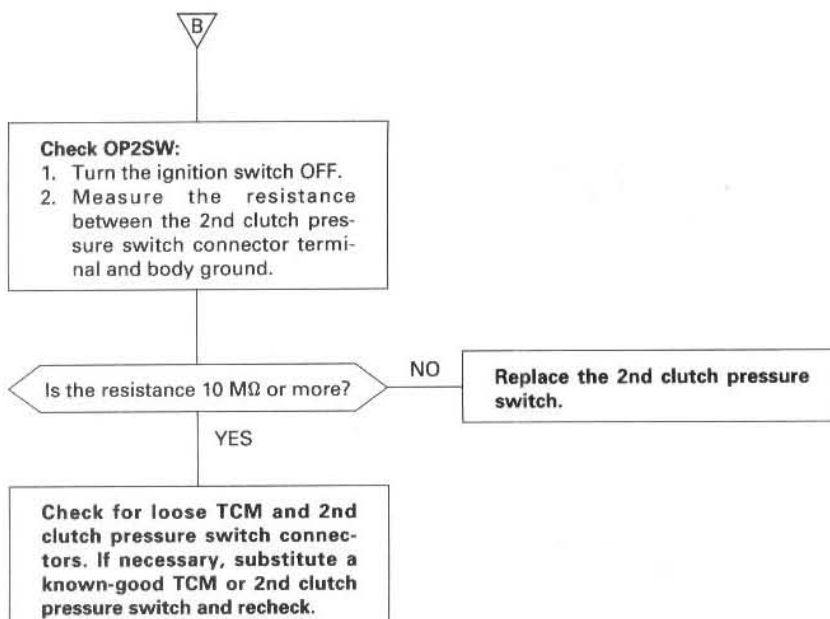 B
Check OP2SW:
1. Turn the ignition switch OFF.
2. Measure the resistance
between the 2nd clutch pres-
sure switch connector termi-
nal and body ground.
Is the resistance 10 MΩ or more?
NO
Replace the 2nd clutch pressure
switch.
YES
Check for loose TCM and 2nd
clutch pressure switch connec-
tors. If necessary, substitute a
known-good TCM or 2nd clutch
pressure switch and recheck.